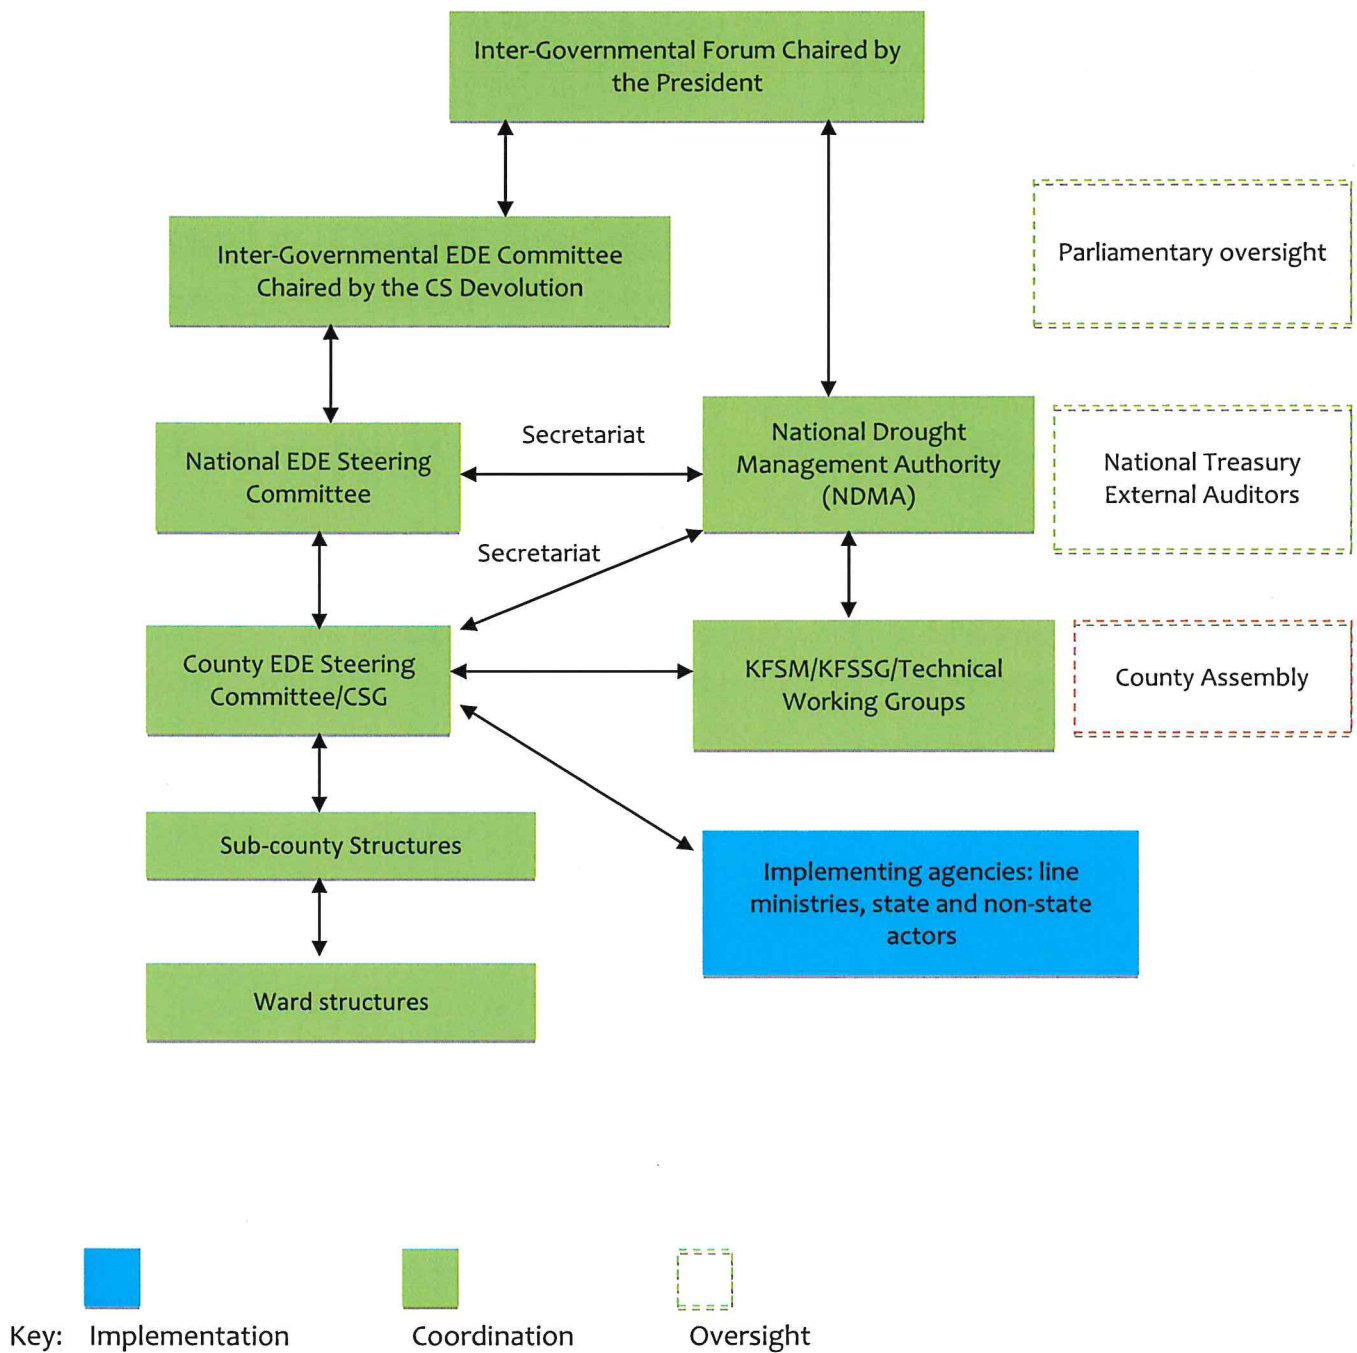 Inter-Governmental Forum Chaired by
the President
Inter-Governmental EDE Committee
Chaired by the CS Devolution
Parliamentary oversight
National EDE Steering
Committee
Secretariat
National Drought
Management Authority
(NDMA)
National Treasury
External Auditors
Secretariat
County EDE Steering
Committee/CSG
KFSM/KFSSG/Technical
Working Groups
County Assembly
Sub-county Structures
Implementing agencies: line
ministries, state and non-state
actors
Ward structures
Key: Implementation Coordination Oversight